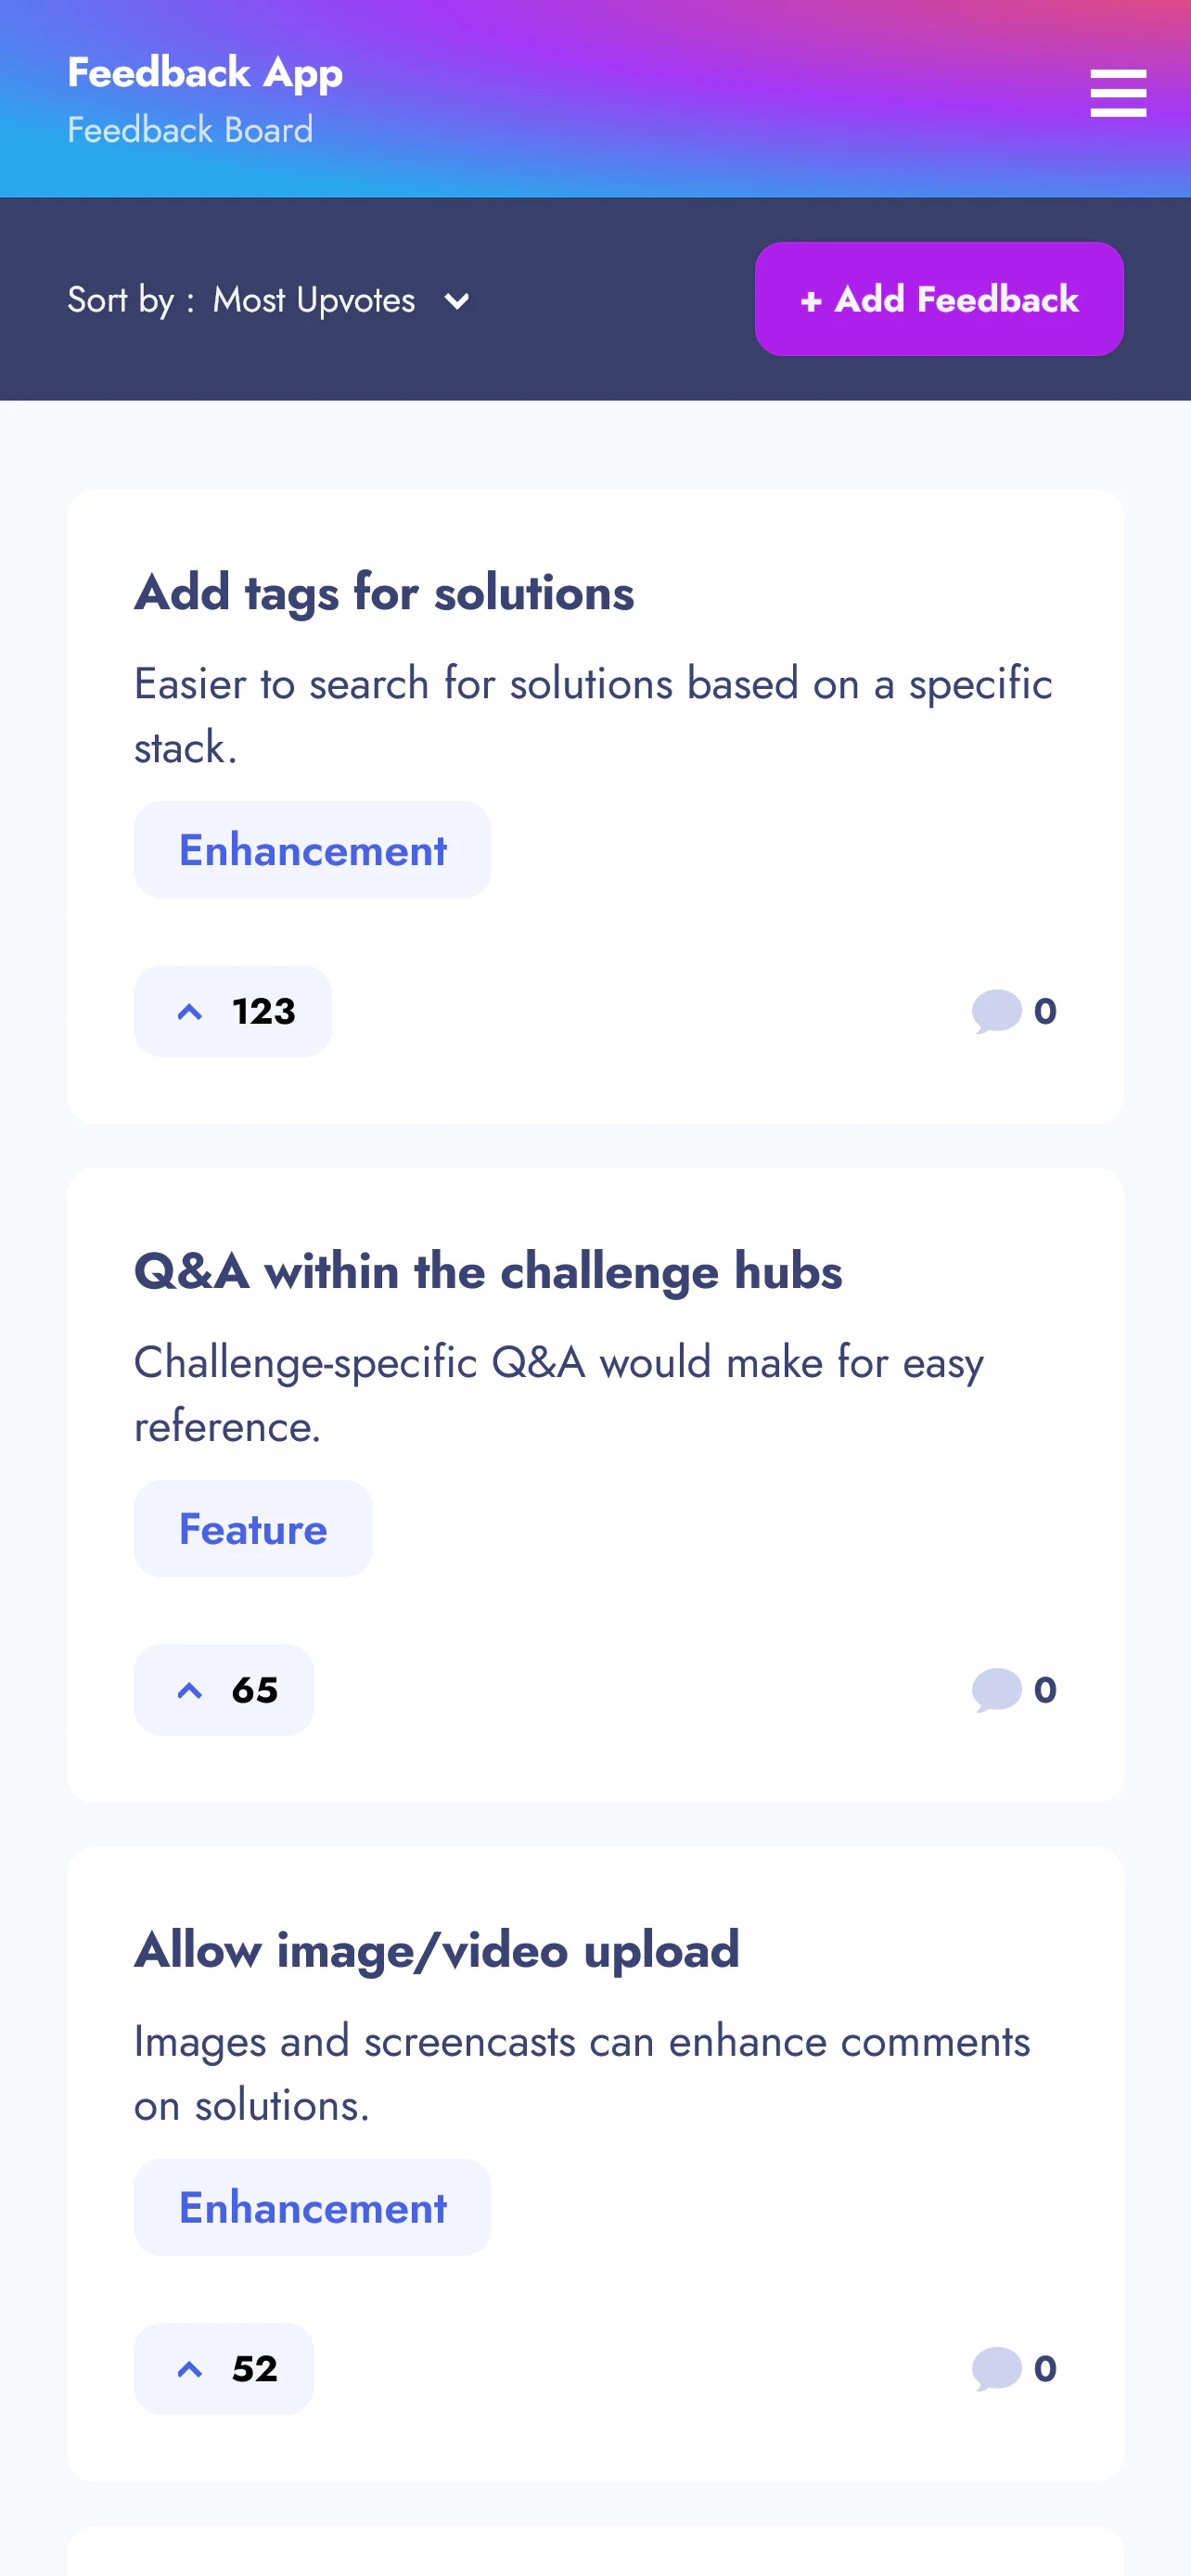 Feedback App
Feedback Board
Sort by : Most Upvotes
+ Add Feedback
Add tags for solutions
Easier to search for solutions based on a specific
stack.
Enhancement
123
0
Q&A within the challenge hubs
Challenge-specific Q&A would make for easy
reference.
Feature
65
0
Allow image/video upload
Images and screencasts can enhance comments
on solutions.
Enhancement
52
0